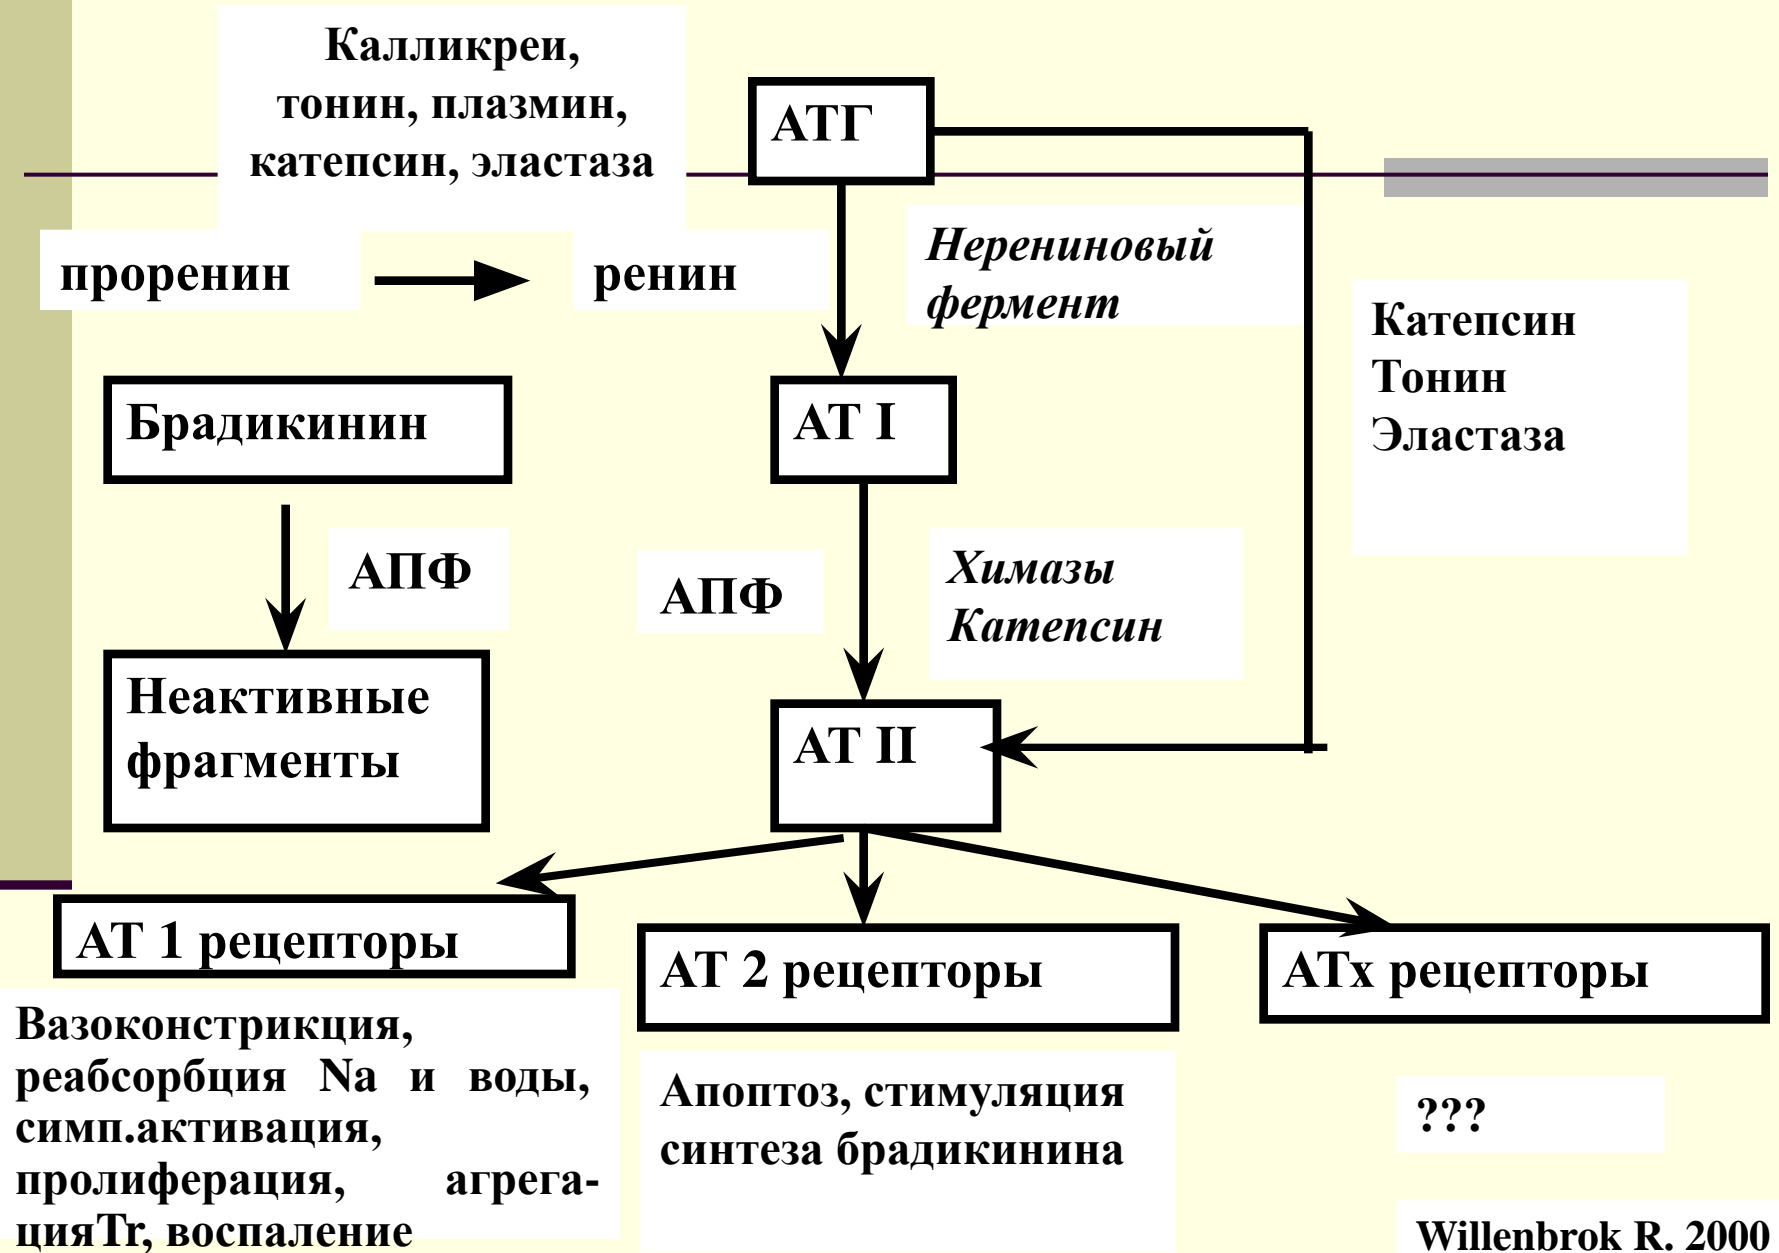 Калликреи,
тонин, плазмин,
катепсин, эластаза
АТГ
проренин
ренин
Нерениновый
фермент
Катепсин
Тонин
Эластаза
Брадикинин
АТ I
АПФ
АПФ
Химазы
Катепсин
Неактивные
фрагменты
АТ II
АТ 1 рецепторы
АТ 2 рецепторы
АТх рецепторы
Вазоконстрикция,
реабсорбция Na и воды,
симп.активация,
пролиферация, агрега-
цияTr, воспаление
Апоптоз, стимуляция
синтеза брадикинина
???
Willenbrok R. 2000